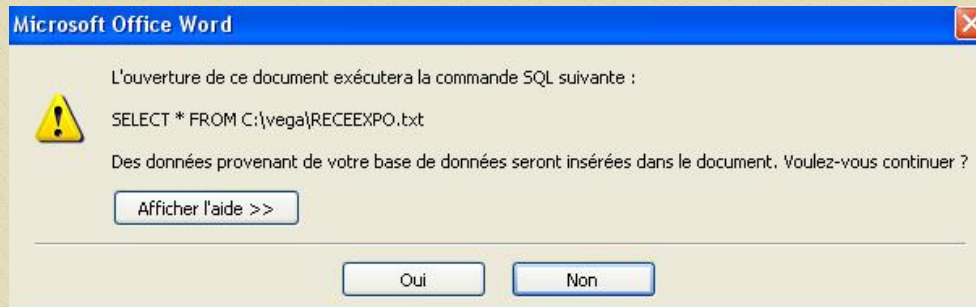 Microsoft Office Word
L'ouverture de ce document exécutera la commande SQL suivante :
SELECT * FROM C:\vega\RECEEXPO.txt
Des données provenant de votre base de données seront insérées dans le document. Voulez-vous continuer ?
Afficher l'aide >>
Oui
Non